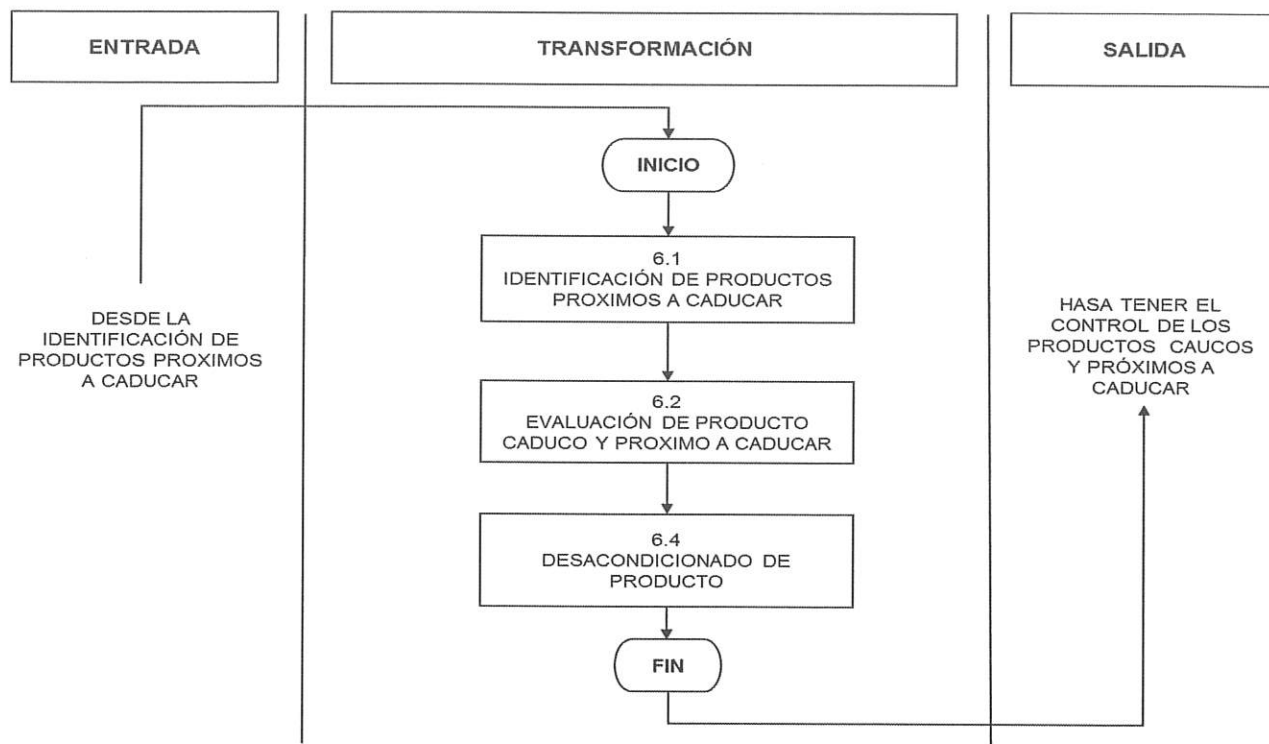 ENTRADA
TRANSFORMACIÓN
SALIDA
INICIO
6.1
IDENTIFICACIÓN DE PRODUCTOS
PROXIMOS A CADUCAR
DESDE LA
IDENTIFICACIÓN DE
PRODUCTOS PROXIMOS
A CADUCAR
HASA TENER EL
CONTROL DE LOS
PRODUCTOS CAUCOS
Y PRÓXIMOS A
CADUCAR
6.2
EVALUACIÓN DE PRODUCTO
CADUCO Y PROXIMO A CADUCAR
6.4
DESACONDICIONADO DE
PRODUCTO
FIN